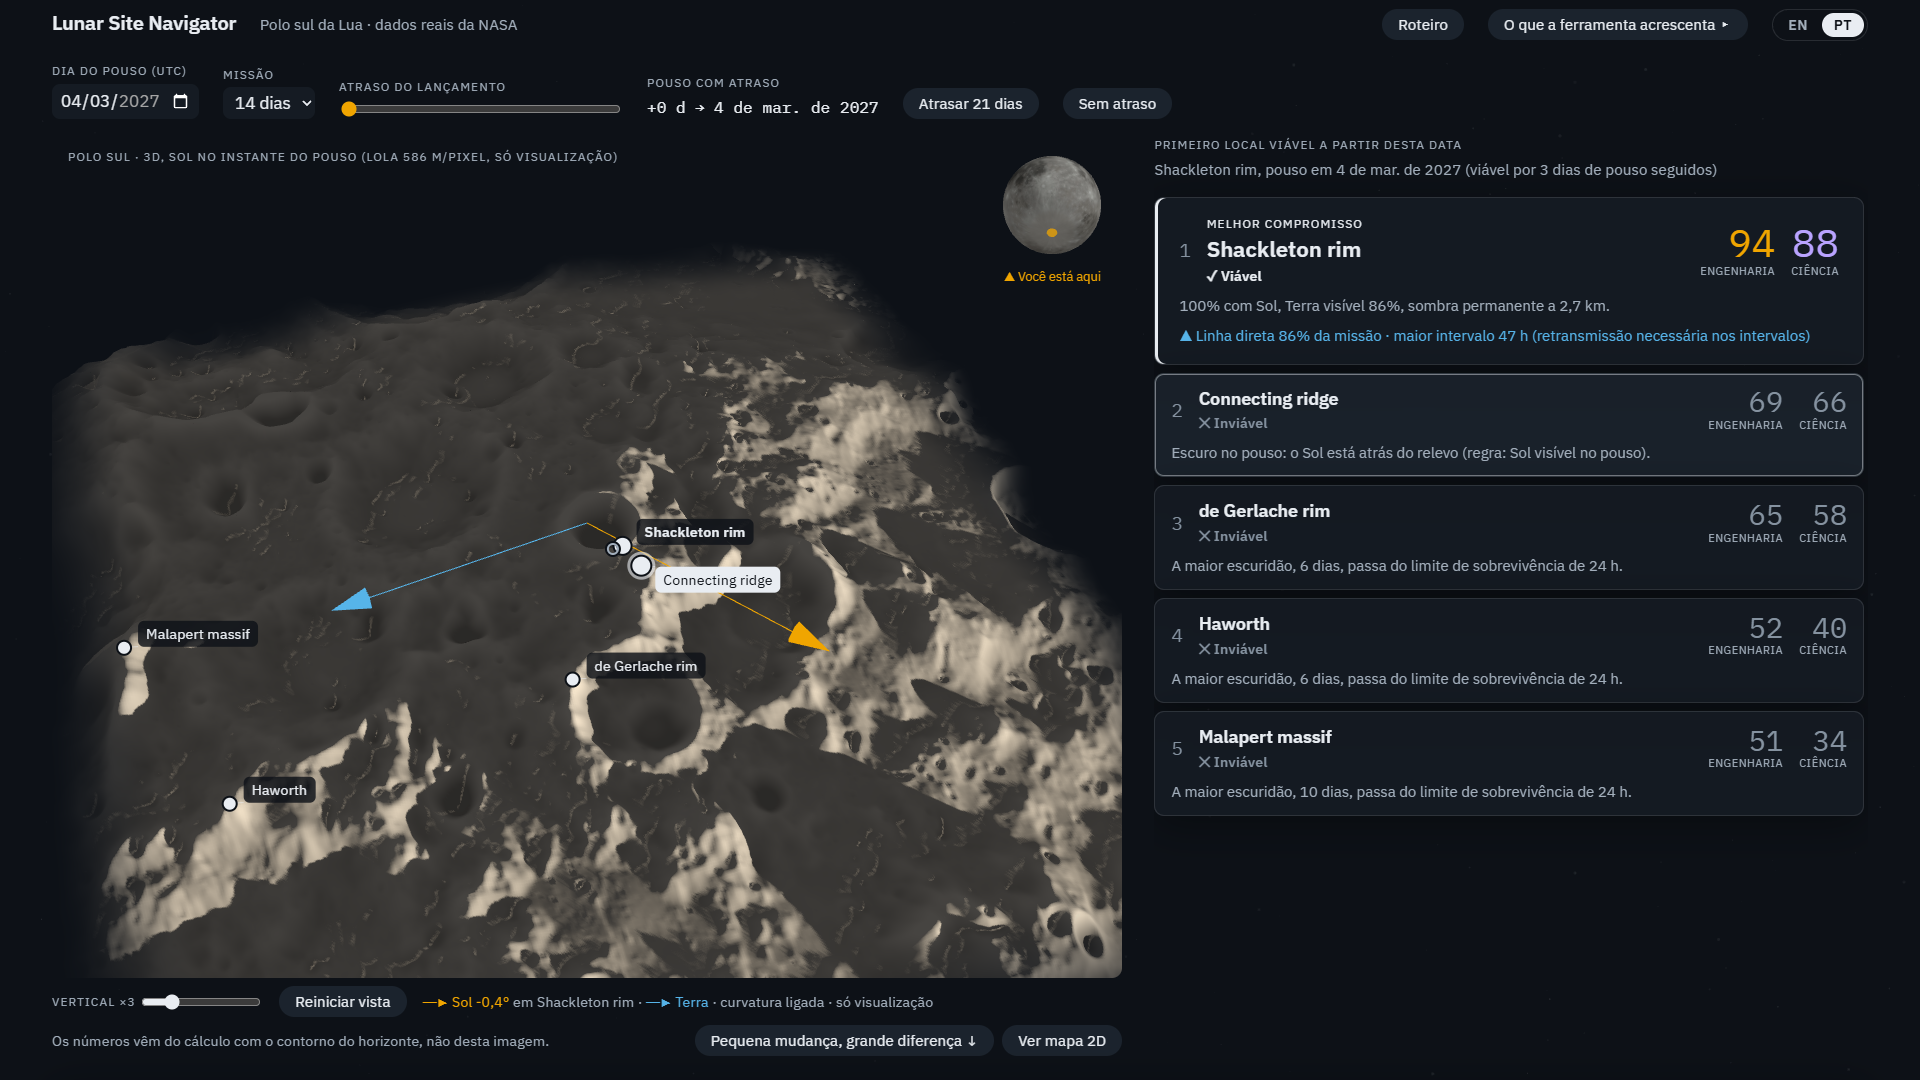 Lunar Site Navigator
Polo sul da Lua · dados reais da NASA
Roteiro
O que a ferramenta acrescenta ▸
EN
PT
DIA DO POUSO (UTC)
04/03/2027
MISSÃO
14 dias
ATRASO DO LANÇAMENTO
POUSO COM ATRASO
+0 d → 4 de mar. de 2027
Atrasar 21 dias
Sem atraso
POLO SUL · 3D, SOL NO INSTANTE DO POUSO (LOLA 586 M/PIXEL, SÓ VISUALIZAÇÃO)
▲ Você está aqui
Shackleton rim
Connecting ridge
Malapert massif
de Gerlache rim
Haworth
VERTICAL ×3
Reiniciar vista
Sol -0,4° em Shackleton rim · Terra · curvatura ligada · só visualização
Os números vêm do cálculo com o contorno do horizonte, não desta imagem.
Pequena mudança, grande diferença ↓
Ver mapa 2D
PRIMEIRO LOCAL VIÁVEL A PARTIR DESTA DATA
Shackleton rim, pouso em 4 de mar. de 2027 (viável por 3 dias de pouso seguidos)
MELHOR COMPROMISSO
1 Shackleton rim
✓ Viável
94 ENGENHARIA
88 CIÊNCIA
100% com Sol, Terra visível 86%, sombra permanente a 2,7 km.
▲ Linha direta 86% da missão · maior intervalo 47 h (retransmissão necessária nos intervalos)
2 Connecting ridge
✕ Inviável
69 ENGENHARIA
66 CIÊNCIA
Escuro no pouso: o Sol está atrás do relevo (regra: Sol visível no pouso).
3 de Gerlache rim
✕ Inviável
65 ENGENHARIA
58 CIÊNCIA
A maior escuridão, 6 dias, passa do limite de sobrevivência de 24 h.
4 Haworth
✕ Inviável
52 ENGENHARIA
40 CIÊNCIA
A maior escuridão, 6 dias, passa do limite de sobrevivência de 24 h.
5 Malapert massif
✕ Inviável
51 ENGENHARIA
34 CIÊNCIA
A maior escuridão, 10 dias, passa do limite de sobrevivência de 24 h.